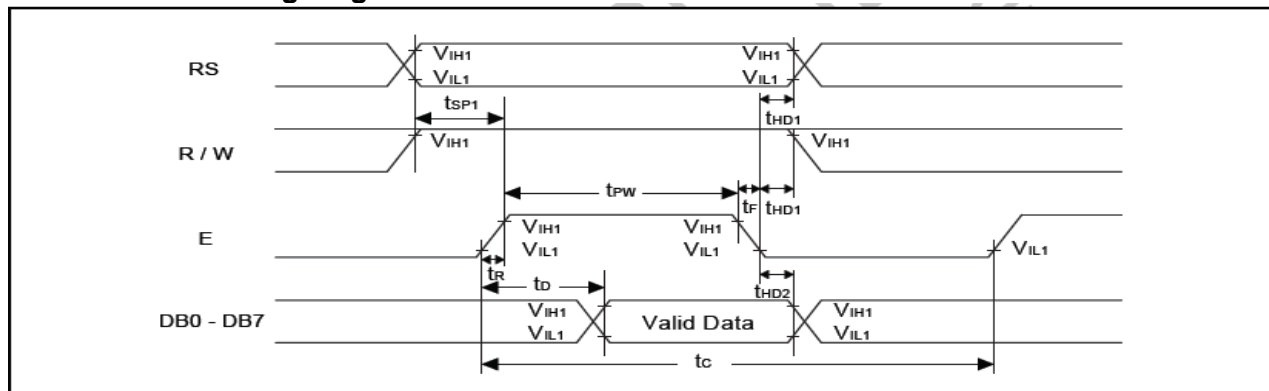 RS
VIH1
VIL1
VIH1
VIL1
tSP1
tHD1
R / W
VIH1
VIH1
tPW
tF
tHD1
E
VIH1
VIL1
VIH1
VIL1
VIL1
tR
tD
tHD2
DB0 - DB7
VIH1
VIL1
Valid Data
VIH1
VIL1
tC